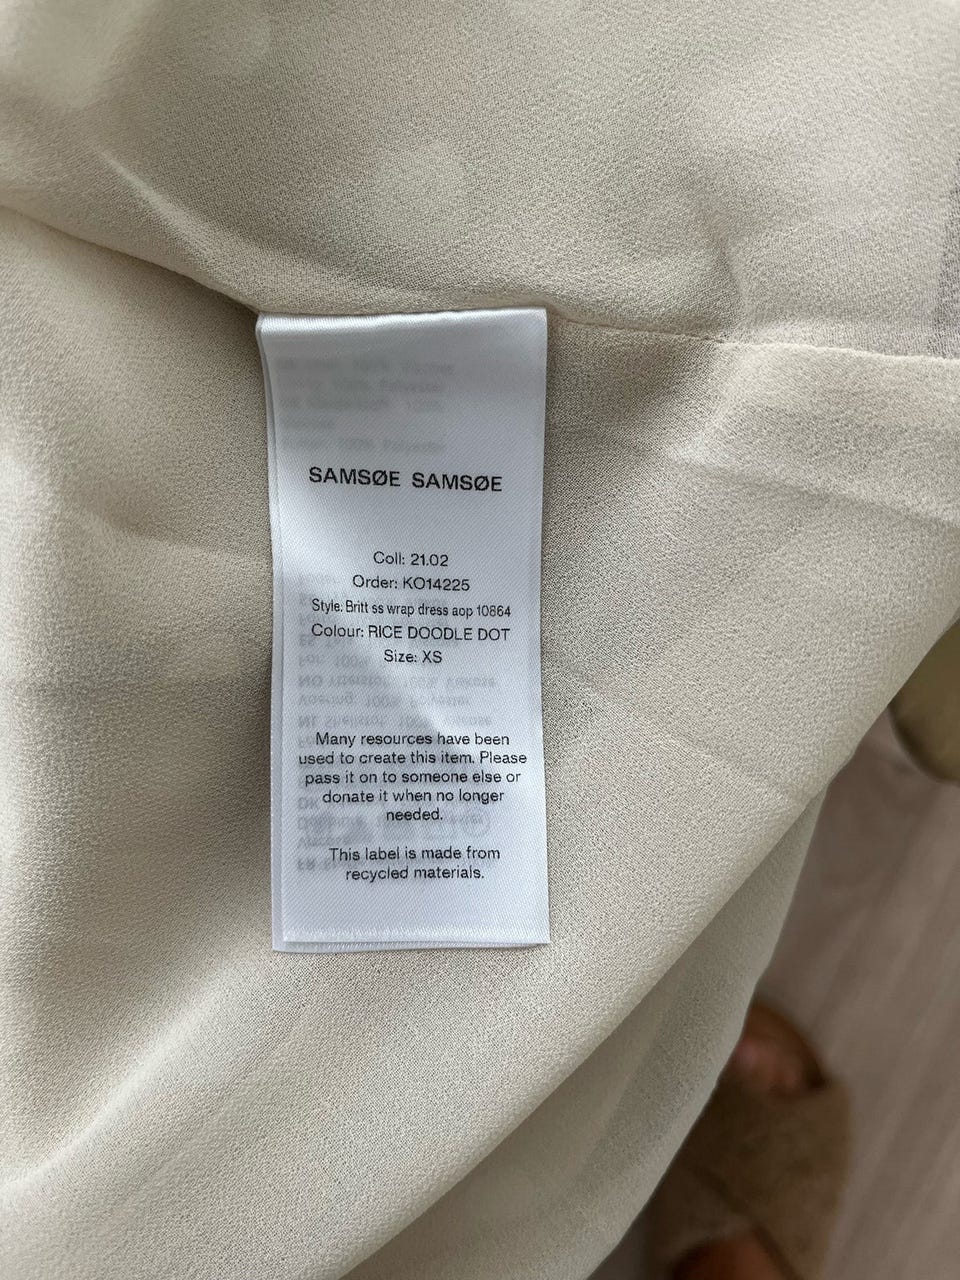 SAMSØE SAMSØE
Coll: 21.02
Order: KO14225
Style: Britt ss wrap dress aop 10864
Colour: RICE DOODLE DOT
Size: XS
Many resources have been
used to create this item. Please
pass it on to someone else or
donate it when no longer
needed.
This label is made from
recycled materials.